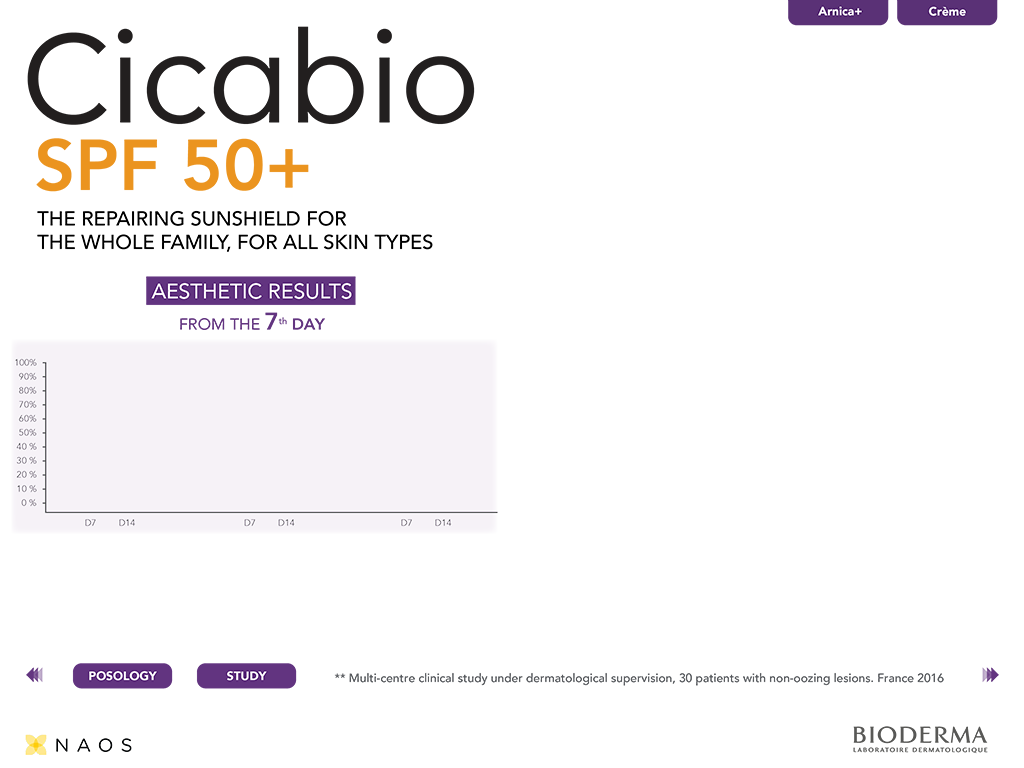 Arnica+
Crème
Cicabio
SPF 50+
THE REPAIRING SUNSHIELD FOR
THE WHOLE FAMILY, FOR ALL SKIN TYPES
AESTHETIC RESULTS
FROM THE 7th DAY
100%
90%
80%
70%
60%
50%
40 %
30 %
20 %
10 %
0 %
D7 D14 D7 D14 D7 D14
POSOLOGY
STUDY
** Multi-centre clinical study under dermatological supervision, 30 patients with non-oozing lesions. France 2016
NAOS
BIODERMA
LABORATOIRE DERMATOLOGIQUE